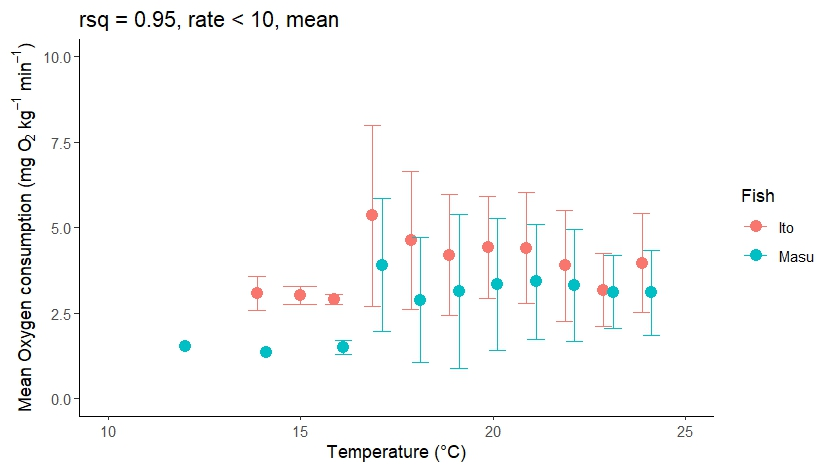 rsq = 0.95, rate < 10, mean
Mean Oxygen consumption (mg O₂ kg⁻¹ min⁻¹)
10.0
7.5
5.0
2.5
0.0
10
15
20
25
Temperature (°C)
Fish
Ito
Masu